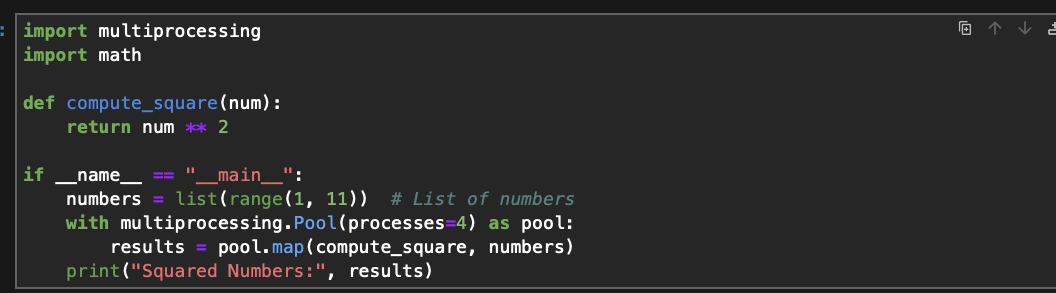 import multiprocessing
import math
def compute_square(num):
    return num ** 2
if __name__ == "__main__":
    numbers = list(range(1, 11))  # List of numbers
    with multiprocessing.Pool(processes=4) as pool:
        results = pool.map(compute_square, numbers)
    print("Squared Numbers:", results)